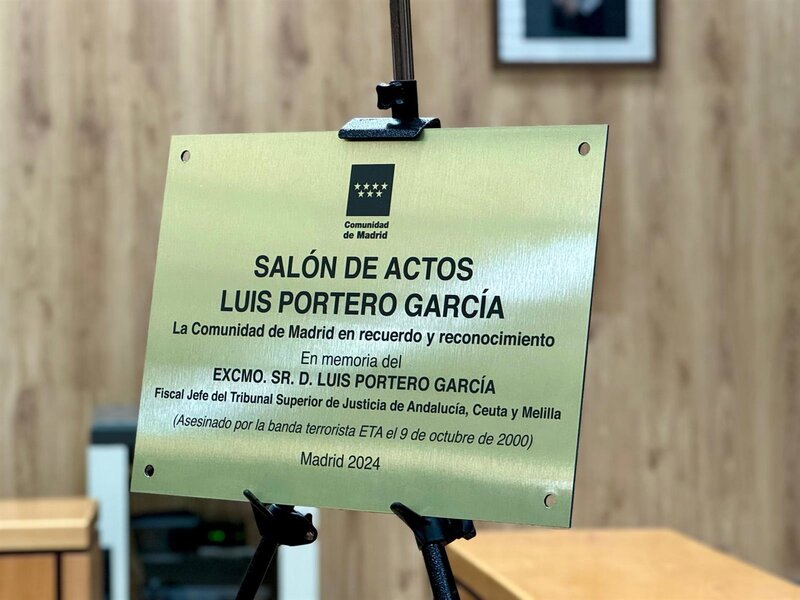 Comunidad
de Madrid
SALÓN DE ACTOS
LUIS PORTERO GARCÍA
La Comunidad de Madrid en recuerdo y reconocimiento
En memoria del
EXCMO. SR. D. LUIS PORTERO GARCÍA
Fiscal Jefe del Tribunal Superior de Justicia de Andalucía, Ceuta y Melilla
(Asesinado por la banda terrorista ETA el 9 de octubre de 2000)
Madrid 2024